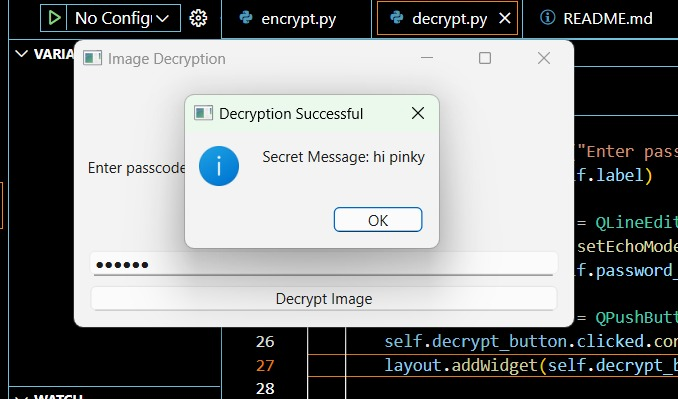 No Config
encrypt.py
decrypt.py
README.md
VARIA
Image Decryption
Decryption Successful
"Enter pass
Enter passcode
Secret Message: hi pinky
lf.label)
OK
= QLineEdit
setEchoMode
••••••
lf.password_
Decrypt Image
= QPushButt
26 self.decrypt_button.clicked.con
27 layout.addWidget(self.decrypt_b
28
WATCH